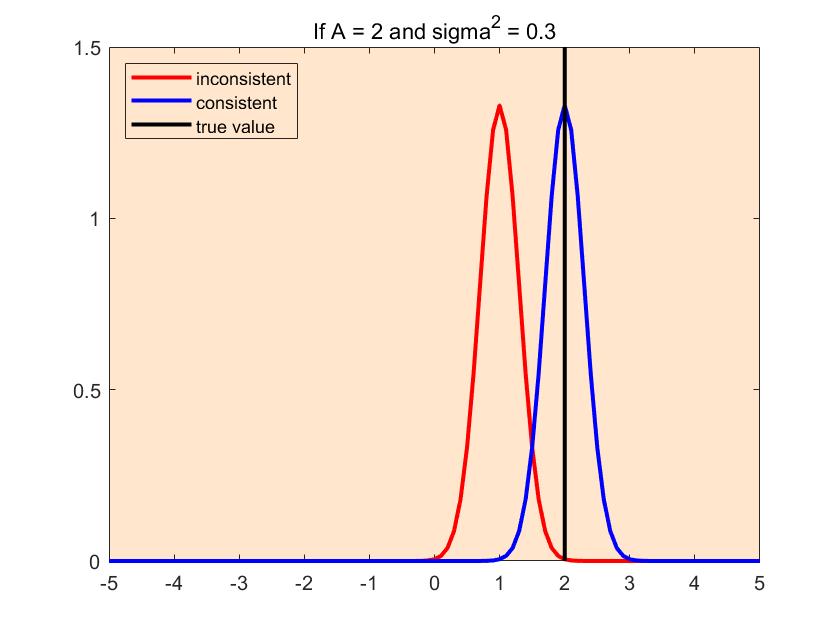 If A = 2 and sigma² = 0.3
1.5
inconsistent
consistent
true value
1
0.5
0
-5 -4 -3 -2 -1 0 1 2 3 4 5